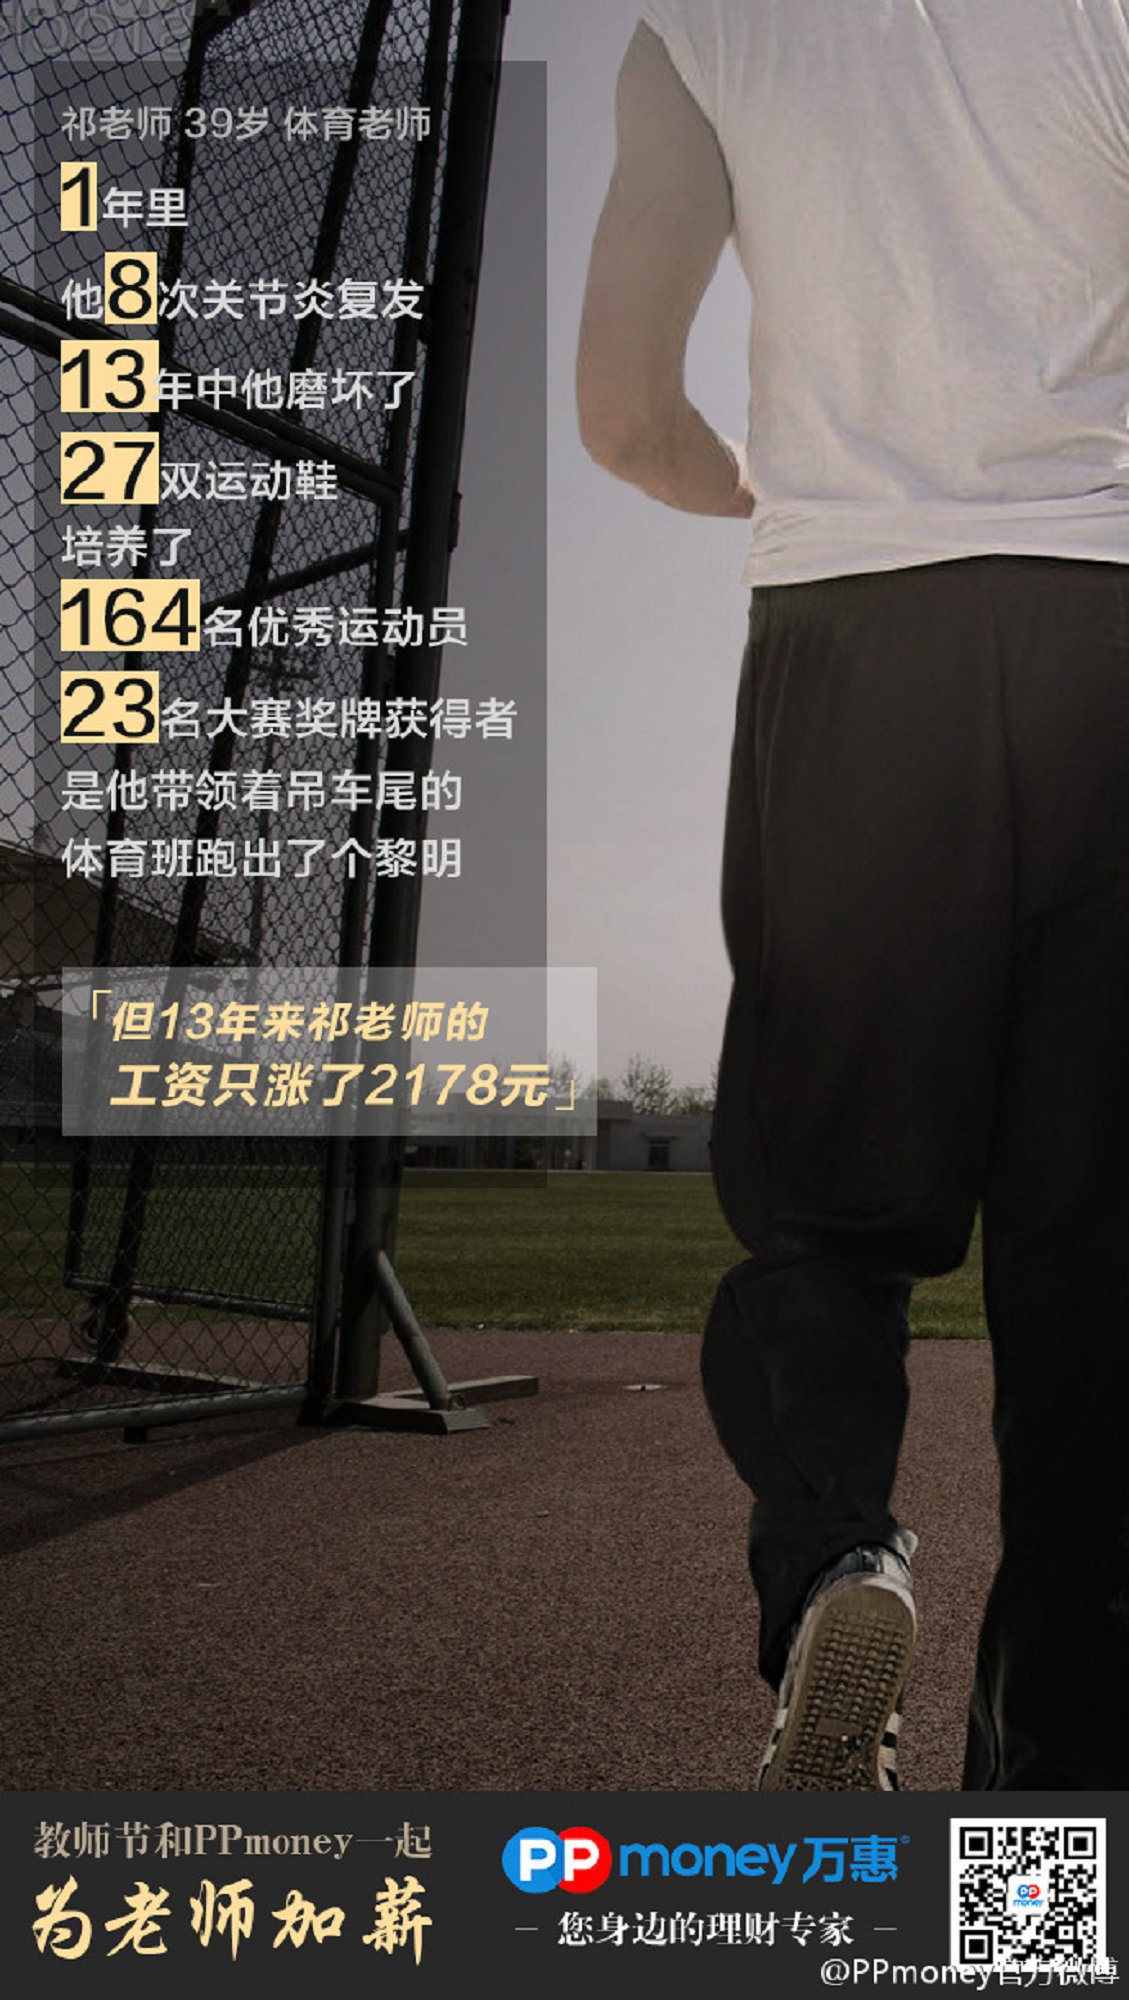 祁老师 39岁 体育老师
1年里
他8次关节炎复发
13年中他磨坏了
27双运动鞋
培养了
164名优秀运动员
23名大赛奖牌获得者
是他带领着吊车尾的
体育班跑出了个黎明
「但13年来祁老师的
工资只涨了2178元」
教师节和PPmoney一起
为老师加薪
PPmoney万惠
— 您身边的理财专家 —
PP money
@PPmoney官方微博